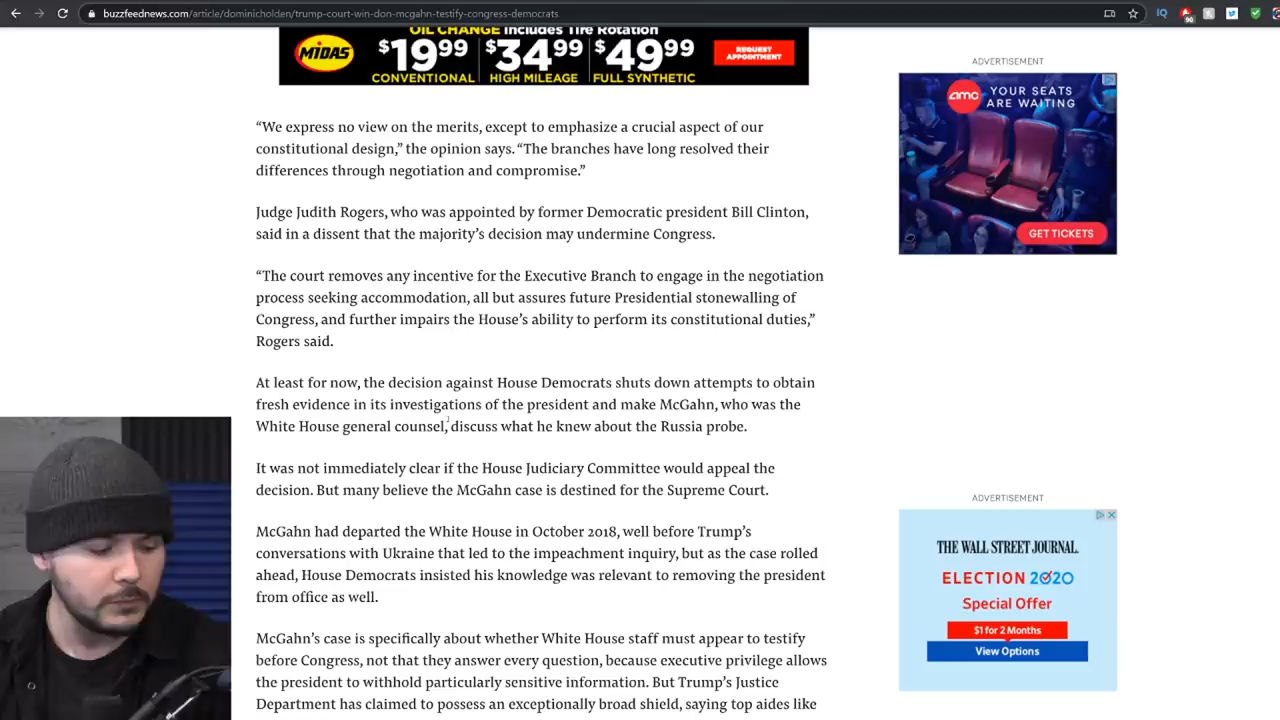 buzzfeednews.com/article/dominicholden/trump-court-win-don-mcgahn-testify-congress-democrats
IQ
96
OIL CHANGE Includes Tire Rotation
MIDAS
$19.99 $34.99 $49.99
CONVENTIONAL HIGH MILEAGE FULL SYNTHETIC
REQUEST
APPOINTMENT
“We express no view on the merits, except to emphasize a crucial aspect of our
constitutional design,” the opinion says. “The branches have long resolved their
differences through negotiation and compromise.”
Judge Judith Rogers, who was appointed by former Democratic president Bill Clinton,
said in a dissent that the majority’s decision may undermine Congress.
“The court removes any incentive for the Executive Branch to engage in the negotiation
process seeking accommodation, all but assures future Presidential stonewalling of
Congress, and further impairs the House’s ability to perform its constitutional duties,”
Rogers said.
At least for now, the decision against House Democrats shuts down attempts to obtain
fresh evidence in its investigations of the president and make McGahn, who was the
White House general counsel, discuss what he knew about the Russia probe.
It was not immediately clear if the House Judiciary Committee would appeal the
decision. But many believe the McGahn case is destined for the Supreme Court.
McGahn had departed the White House in October 2018, well before Trump’s
conversations with Ukraine that led to the impeachment inquiry, but as the case rolled
ahead, House Democrats insisted his knowledge was relevant to removing the president
from office as well.
McGahn’s case is specifically about whether White House staff must appear to testify
before Congress, not that they answer every question, because executive privilege allows
the president to withhold particularly sensitive information. But Trump’s Justice
Department has claimed to possess an exceptionally broad shield, saying top aides like
ADVERTISEMENT
amc
YOUR SEATS
ARE WAITING
GET TICKETS
ADVERTISEMENT
THE WALL STREET JOURNAL.
ELECTION 2020
Special Offer
$1 for 2 Months
View Options